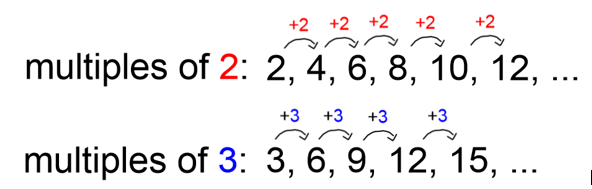 +2 +2 +2 +2 +2
multiples of 2: 2, 4, 6, 8, 10, 12, ...
+3 +3 +3 +3
multiples of 3: 3, 6, 9, 12, 15, ...